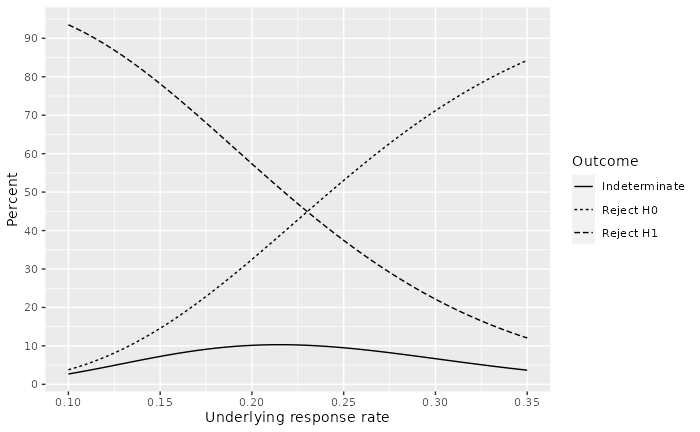 90
80
70
60
50
40
30
20
10
0
Percent
0.10 0.15 0.20 0.25 0.30 0.35
Underlying response rate
Outcome
Indeterminate
Reject H0
Reject H1